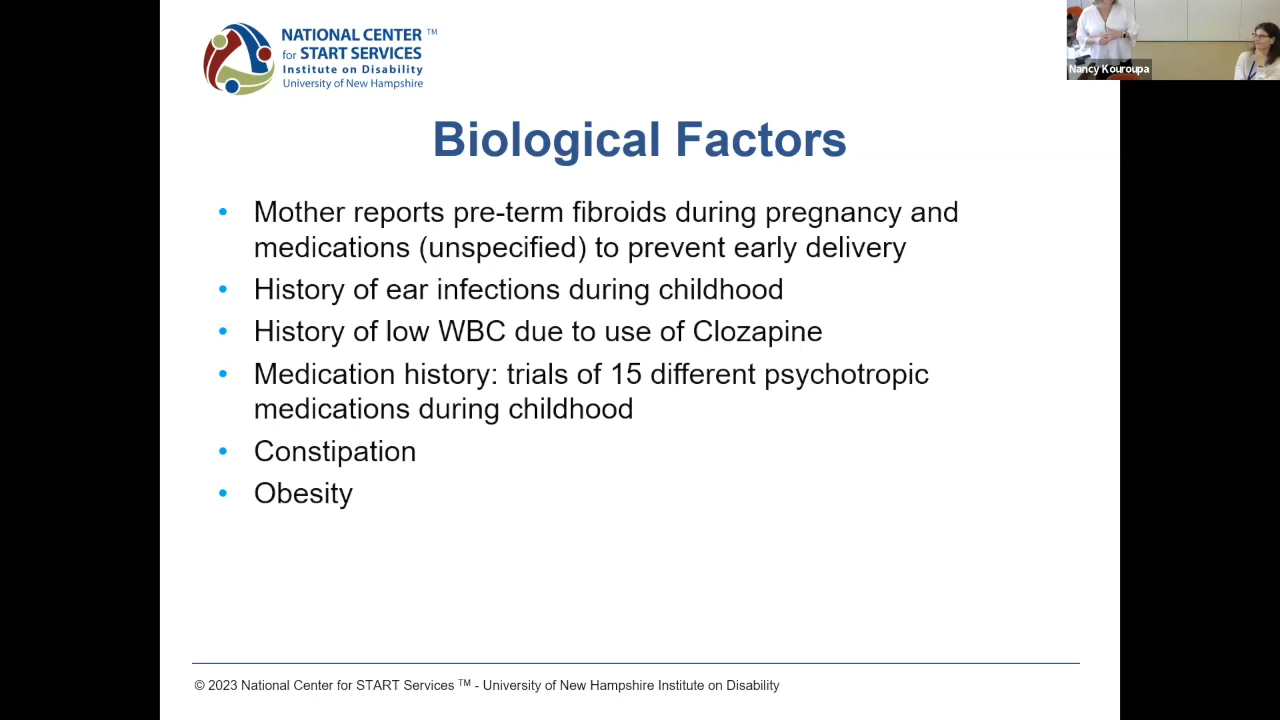 NATIONAL CENTER ™
for START SERVICES
Institute on Disability
University of New Hampshire
Nancy Kouroupa
Biological Factors
• Mother reports pre-term fibroids during pregnancy and
medications (unspecified) to prevent early delivery
• History of ear infections during childhood
• History of low WBC due to use of Clozapine
• Medication history: trials of 15 different psychotropic
medications during childhood
• Constipation
• Obesity
© 2023 National Center for START Services ™ - University of New Hampshire Institute on Disability